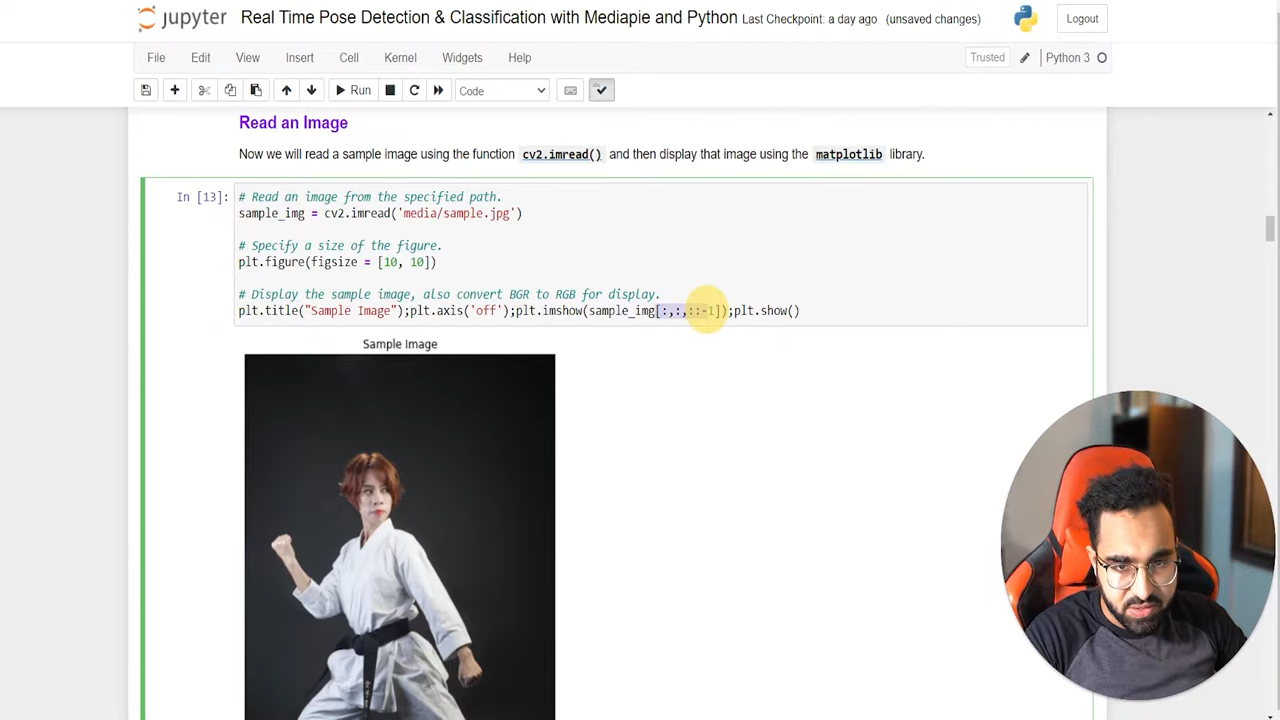 jupyter Real Time Pose Detection & Classification with Mediapie and Python Last Checkpoint: a day ago (unsaved changes) Logout
File Edit View Insert Cell Kernel Widgets Help Trusted Python 3
Run Code
Read an Image
Now we will read a sample image using the function cv2.imread() and then display that image using the matplotlib library.
In [13]: # Read an image from the specified path.
sample_img = cv2.imread('media/sample.jpg')
# Specify a size of the figure.
plt.figure(figsize = [10, 10])
# Display the sample image, also convert BGR to RGB for display.
plt.title("Sample Image");plt.axis('off');plt.imshow(sample_img[:,:,::-1]);plt.show()
Sample Image